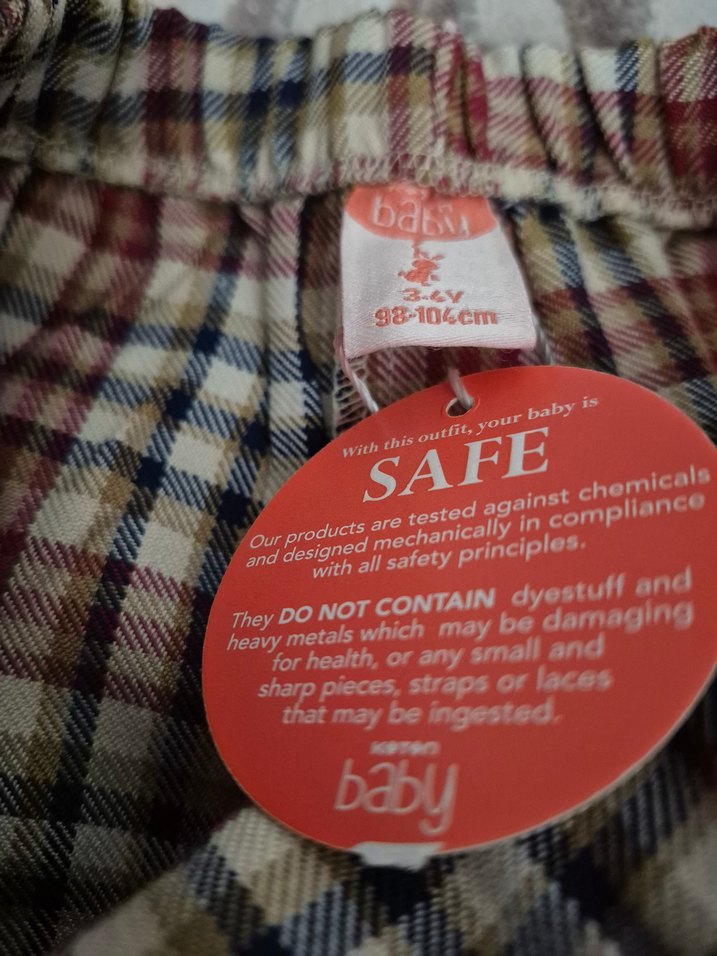 baby
3-4Y
98-104cm
With this outfit, your baby is
SAFE
Our products are tested against chemicals
and designed mechanically in compliance
with all safety principles.
They DO NOT CONTAIN dyestuff and
heavy metals which may be damaging
for health, or any small and
sharp pieces, straps or laces
that may be ingested.
keten
baby